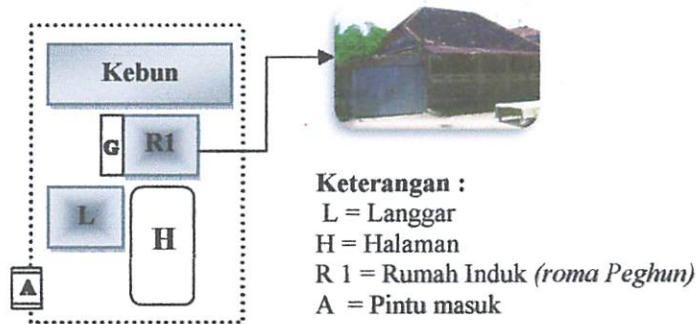 Kebun
G
R1
L
H
A
Keterangan :
L = Langgar
H = Halaman
R 1 = Rumah Induk (roma Peghun)
A = Pintu masuk